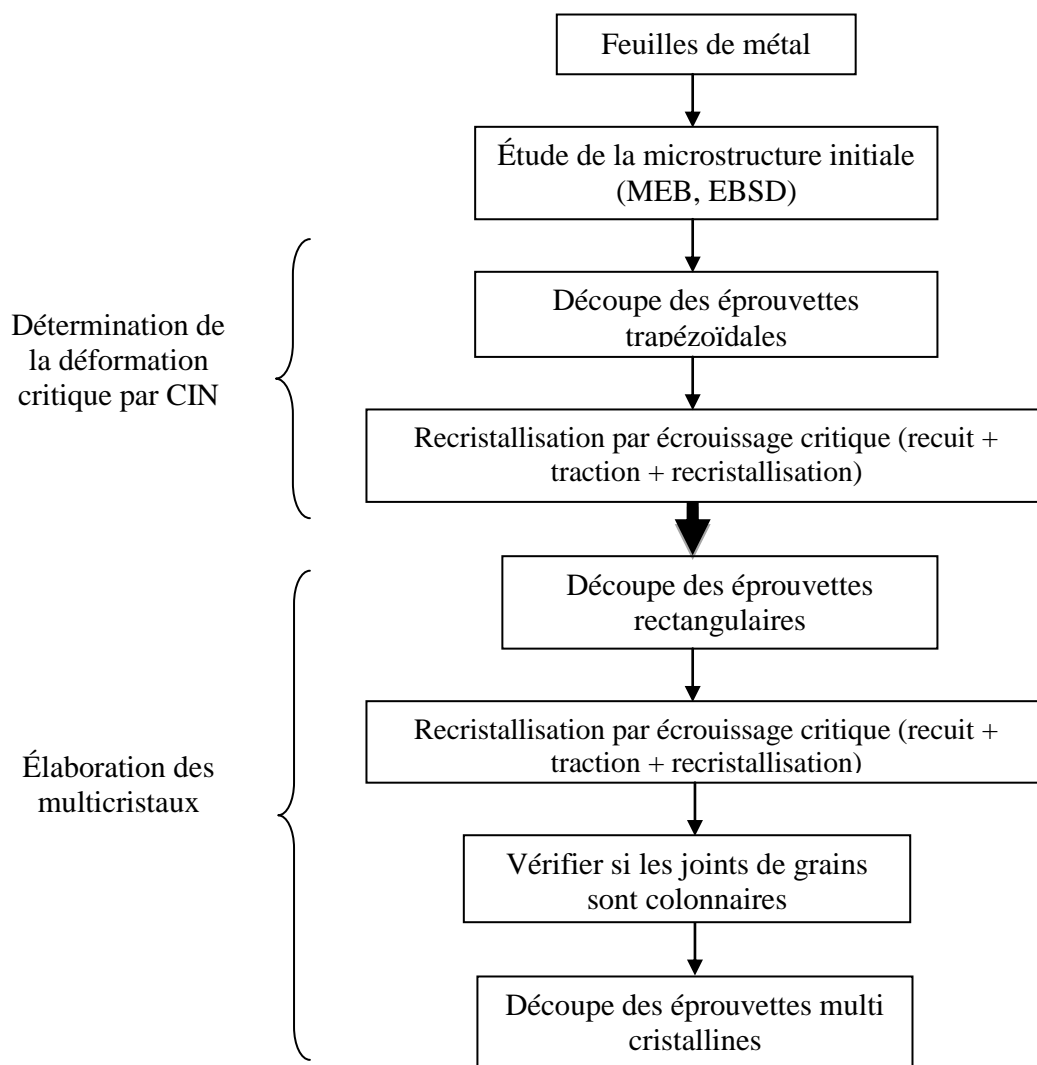 Feuilles de métal
Étude de la microstructure initiale
(MEB, EBSD)
Détermination de
la déformation
critique par CIN
Découpe des éprouvettes
trapézoïdales
Recristallisation par écrouissage critique (recuit +
traction + recristallisation)
Élaboration des
multicristaux
Découpe des éprouvettes
rectangulaires
Recristallisation par écrouissage critique (recuit +
traction + recristallisation)
Vérifier si les joints de grains
sont colonnaires
Découpe des éprouvettes multi
cristallines